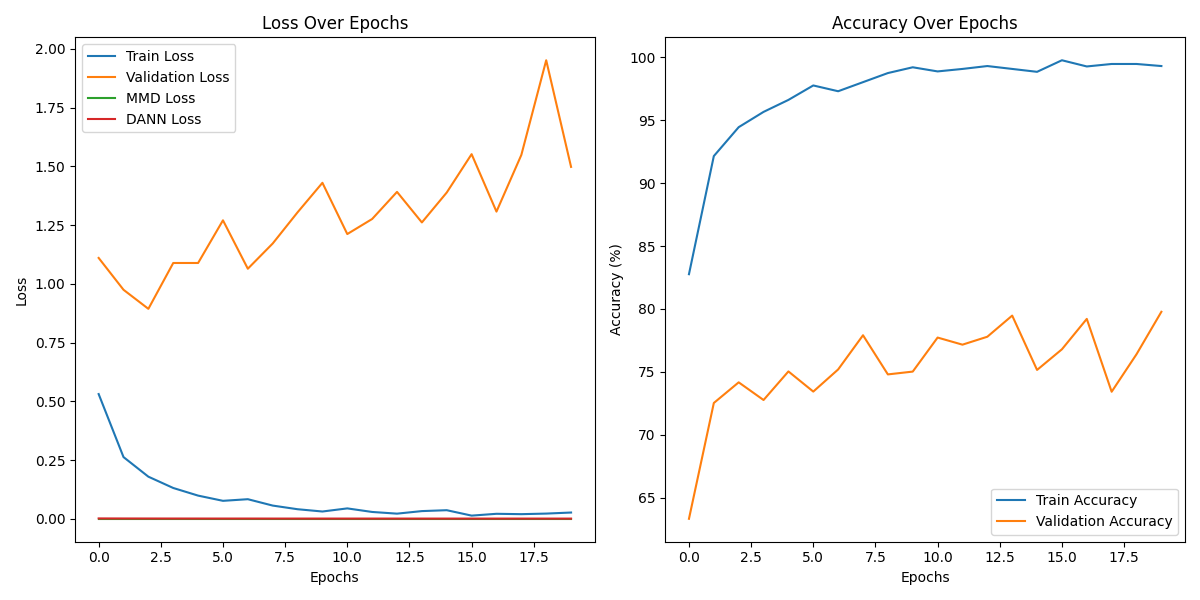 Loss Over Epochs
Train Loss
Validation Loss
MMD Loss
DANN Loss
2.00
1.75
1.50
1.25
1.00
0.75
0.50
0.25
0.00
Loss
0.0 2.5 5.0 7.5 10.0 12.5 15.0 17.5
Epochs
Accuracy Over Epochs
100
95
90
85
80
75
70
65
Accuracy (%)
Train Accuracy
Validation Accuracy
0.0 2.5 5.0 7.5 10.0 12.5 15.0 17.5
Epochs